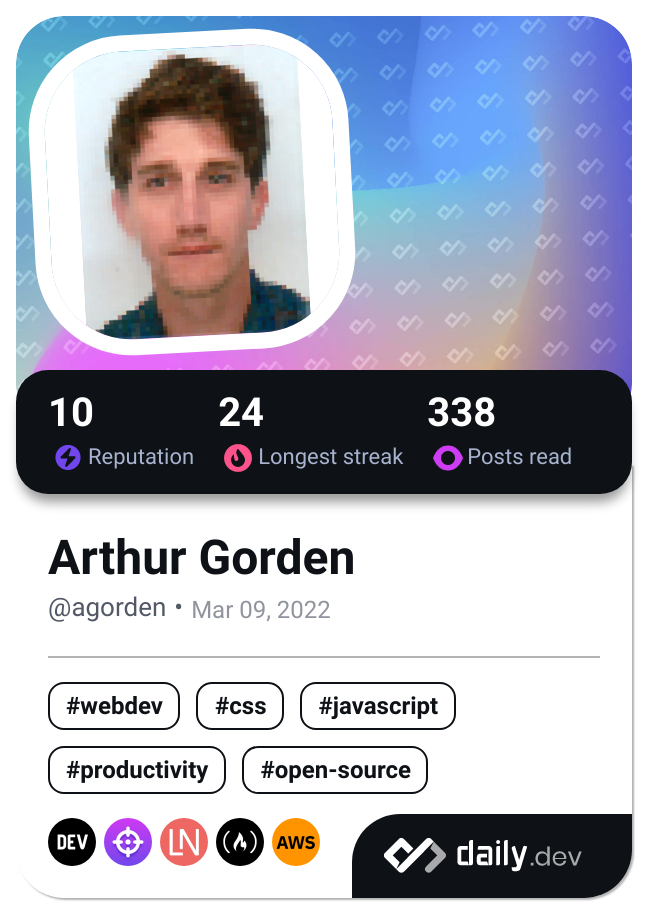 10 24 338
Reputation Longest streak Posts read
Arthur Gorden
@agorden • Mar 09, 2022
#webdev #css #javascript
#productivity #open-source
DEV LN AWS daily.dev